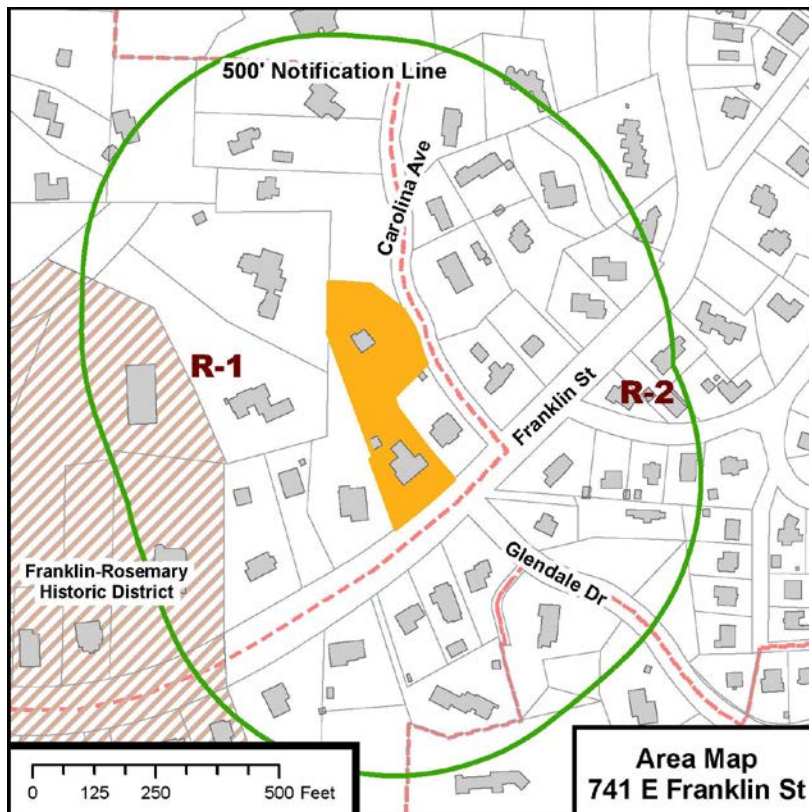 500' Notification Line
Carolina Ave
R-1
Franklin St
R-2
Franklin-Rosemary
Historic District
Glendale Dr
0 125 250 500 Feet
Area Map
741 E Franklin St